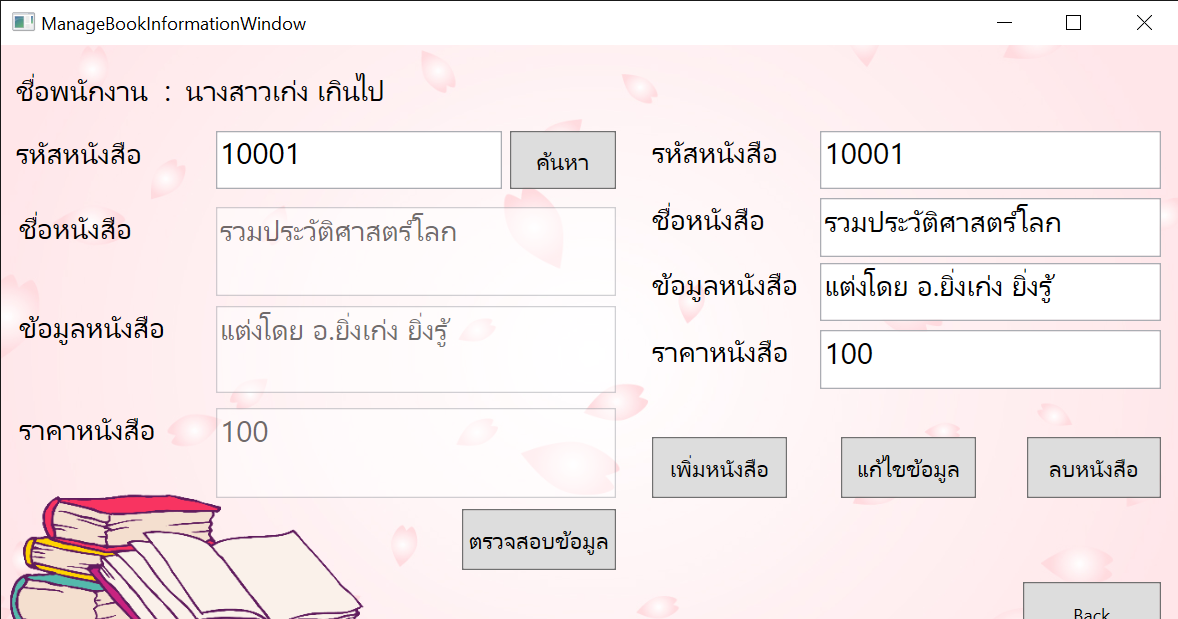 ManageBookInformationWindow
ชื่อพนักงาน : นางสาวเก่ง เกินไป
รหัสหนังสือ 10001 ค้นหา
ชื่อหนังสือ รวมประวัติศาสตร์โลก
ข้อมูลหนังสือ แต่งโดย อ.ยิ่งเก่ง ยิ่งรู้
ราคาหนังสือ 100
ตรวจสอบข้อมูล
รหัสหนังสือ 10001
ชื่อหนังสือ รวมประวัติศาสตร์โลก
ข้อมูลหนังสือ แต่งโดย อ.ยิ่งเก่ง ยิ่งรู้
ราคาหนังสือ 100
เพิ่มหนังสือ แก้ไขข้อมูล ลบหนังสือ
Back